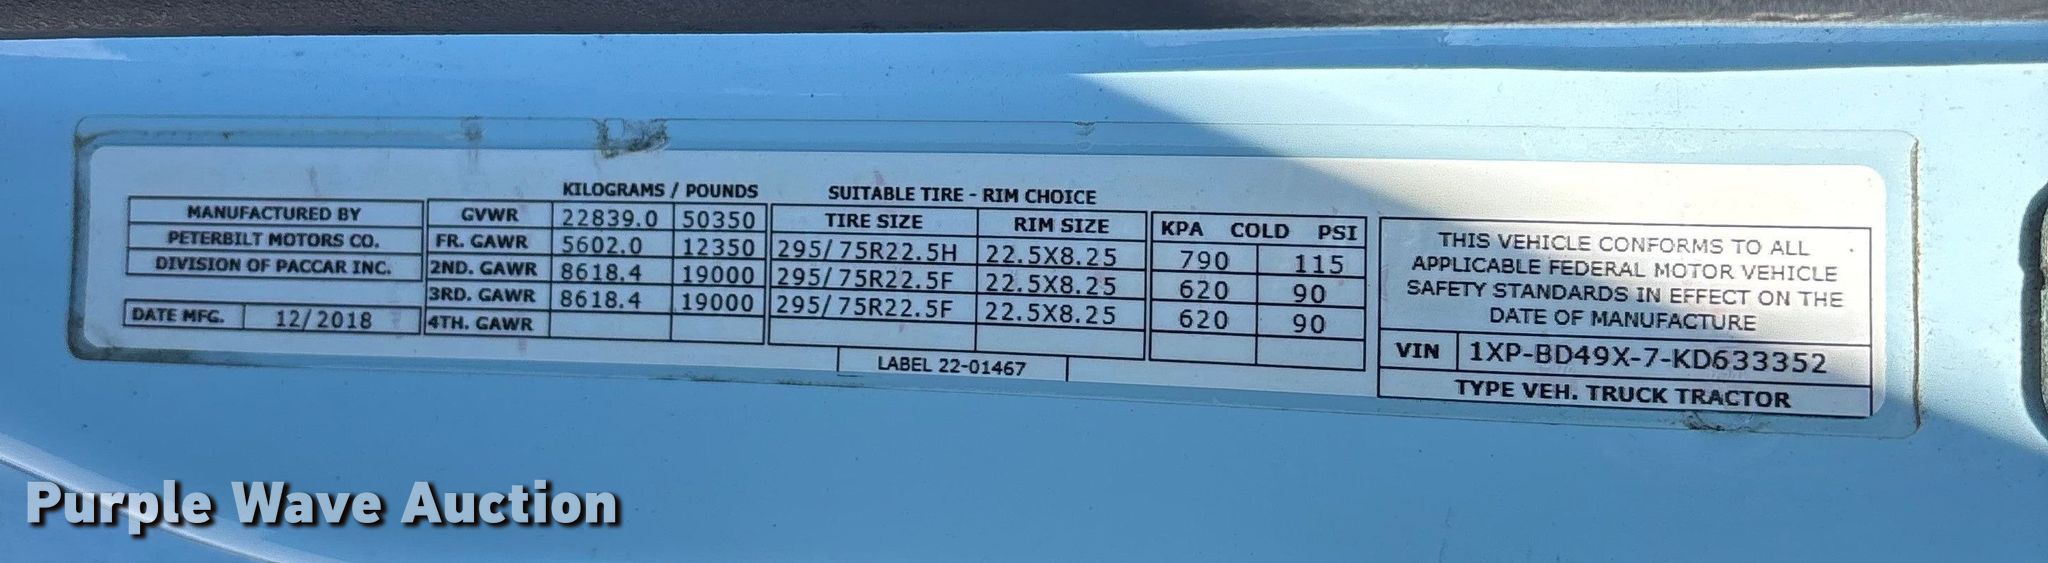 KILOGRAMS / POUNDS SUITABLE TIRE - RIM CHOICE
MANUFACTURED BY
PETERBILT MOTORS CO.
DIVISION OF PACCAR INC.
DATE MFG. 12/2018
GVWR 22839.0 50350 TIRE SIZE RIM SIZE KPA COLD PSI
FR. GAWR 5602.0 12350 295/75R22.5H 22.5X8.25 790 115
2ND. GAWR 8618.4 19000 295/75R22.5F 22.5X8.25 620 90
3RD. GAWR 8618.4 19000 295/75R22.5F 22.5X8.25 620 90
4TH. GAWR
LABEL 22-01467
THIS VEHICLE CONFORMS TO ALL
APPLICABLE FEDERAL MOTOR VEHICLE
SAFETY STANDARDS IN EFFECT ON THE
DATE OF MANUFACTURE
VIN 1XP-BD49X-7-KD633352
TYPE VEH. TRUCK TRACTOR
Purple Wave Auction